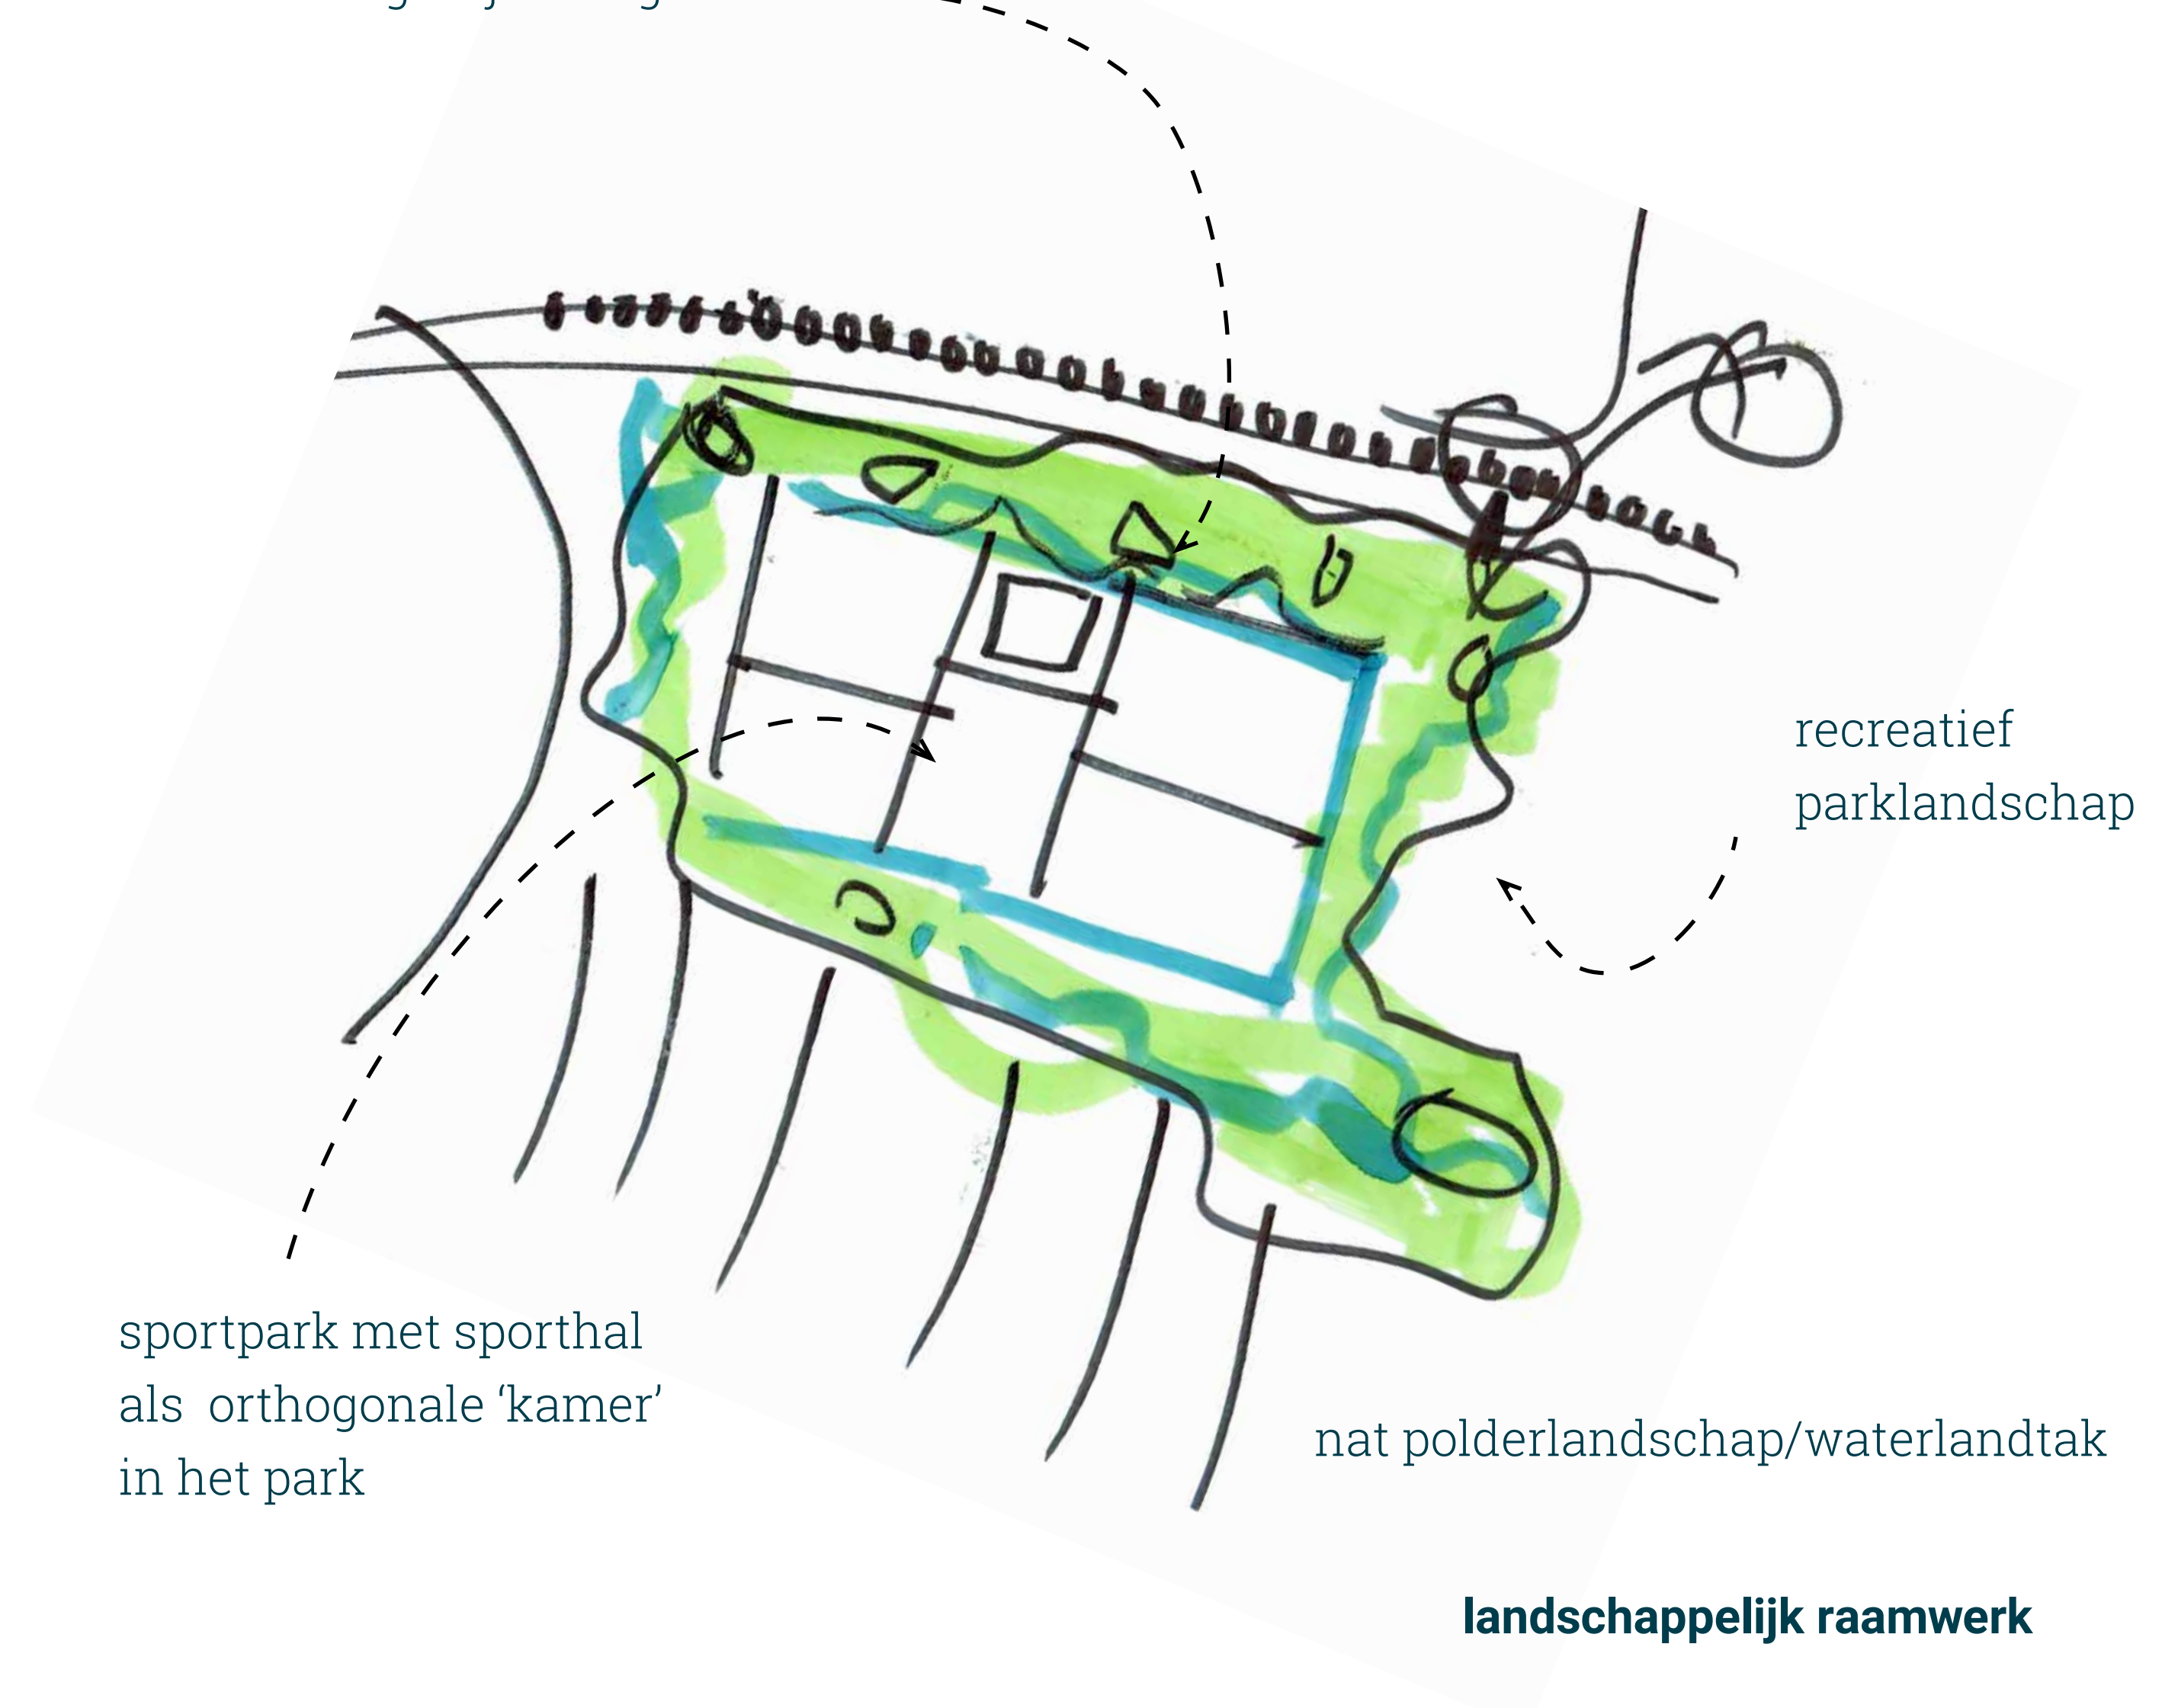 recreatief
parklandschap
sportpark met sporthal
als orthogonale ‘kamer’
in het park
nat polderlandschap/waterlandtak
landschappelijk raamwerk